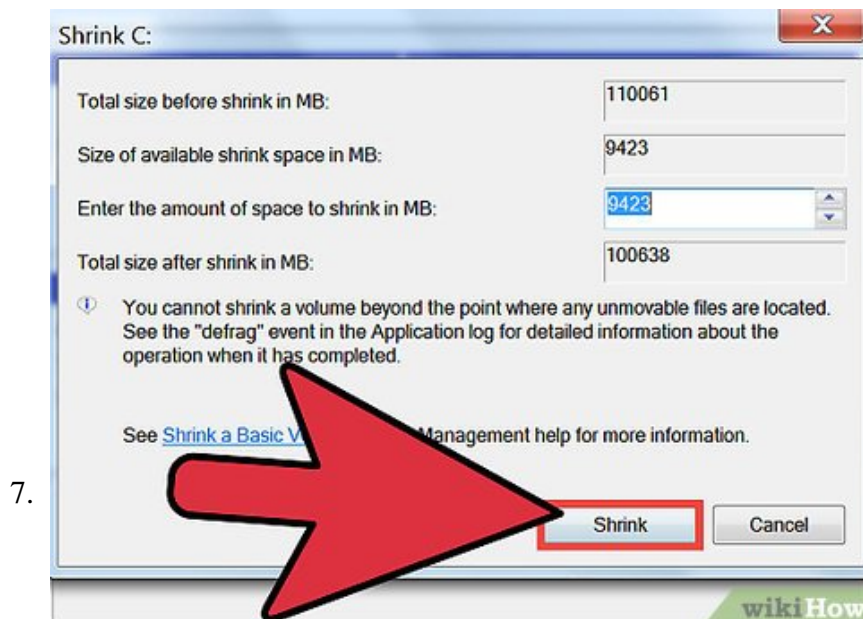 Shrink C:
Total size before shrink in MB: 110061
Size of available shrink space in MB: 9423
Enter the amount of space to shrink in MB: 9423
Total size after shrink in MB: 100638
You cannot shrink a volume beyond the point where any unmovable files are located.
See the "defrag" event in the Application log for detailed information about the
operation when it has completed.
See Shrink a Basic Management help for more information.
7.
Shrink Cancel
wikiHow